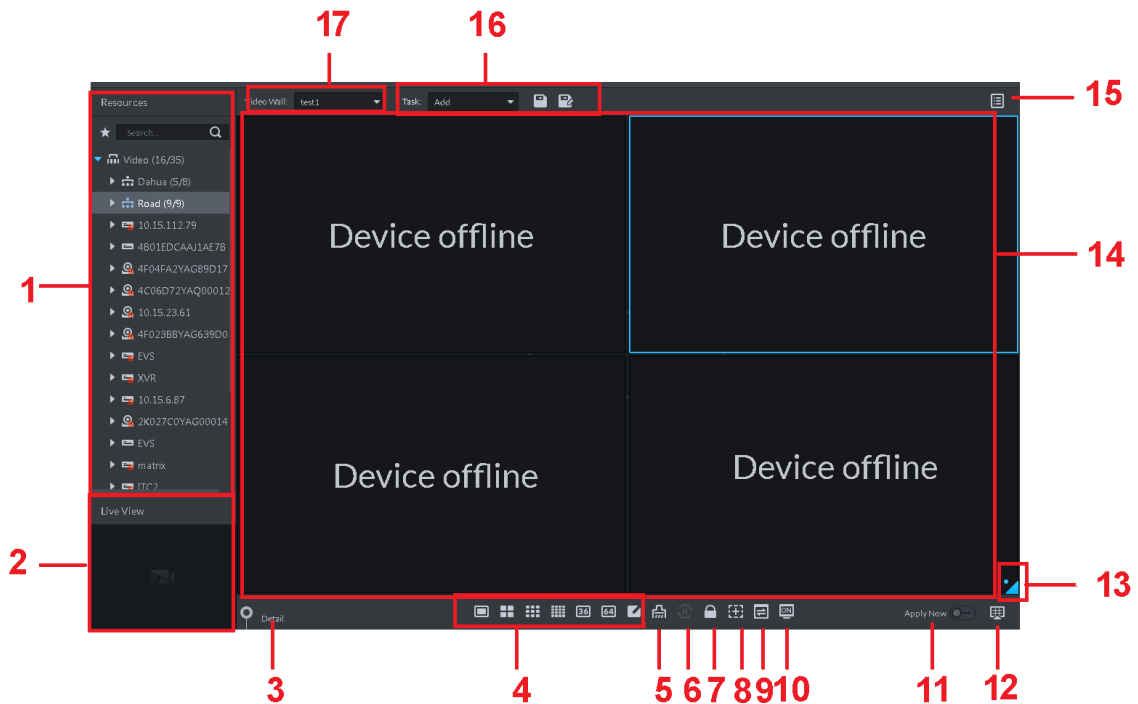 17
16
Resources
Video Wall:
test1
Task:
Add
15
Search...
Video (16/35)
Dahua (5/8)
Road (9/9)
10.15.112.79
4B01EDCAAJ1AE7B
4F04FA2YAG89D17
4C06D72YAQ00012
10.15.23.61
4F023BBYAG639D0
EVS
XVR
10.15.6.87
2K027C0YAG00014
EVS
matrix
ITC2
1
Device offline
Device offline
14
Device offline
Device offline
Live View
2
13
Detail
36
64
ON
Apply Now
3
4
5
6
7
8
9
10
11
12